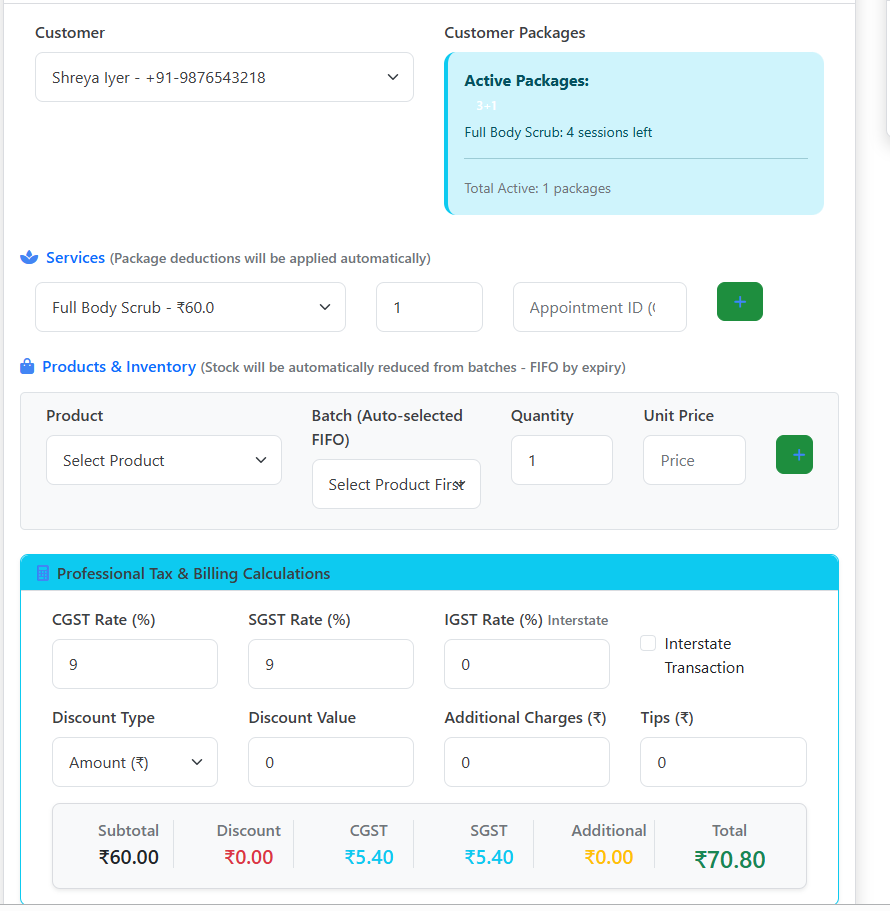 Customer
Customer Packages
Shreya Iyer - +91-9876543218
Active Packages:
3+1
Full Body Scrub: 4 sessions left
Total Active: 1 packages
Services (Package deductions will be applied automatically)
Full Body Scrub - ₹60.0
1
Appointment ID (
+
Products & Inventory (Stock will be automatically reduced from batches - FIFO by expiry)
Product
Batch (Auto-selected
FIFO)
Quantity
Unit Price
Select Product
Select Product First
1
Price
+
Professional Tax & Billing Calculations
CGST Rate (%)
SGST Rate (%)
IGST Rate (%) Interstate
9
9
0
Interstate
Transaction
Discount Type
Discount Value
Additional Charges (₹)
Tips (₹)
Amount (₹)
0
0
0
Subtotal
Discount
CGST
SGST
Additional
Total
₹60.00
₹0.00
₹5.40
₹5.40
₹0.00
₹70.80